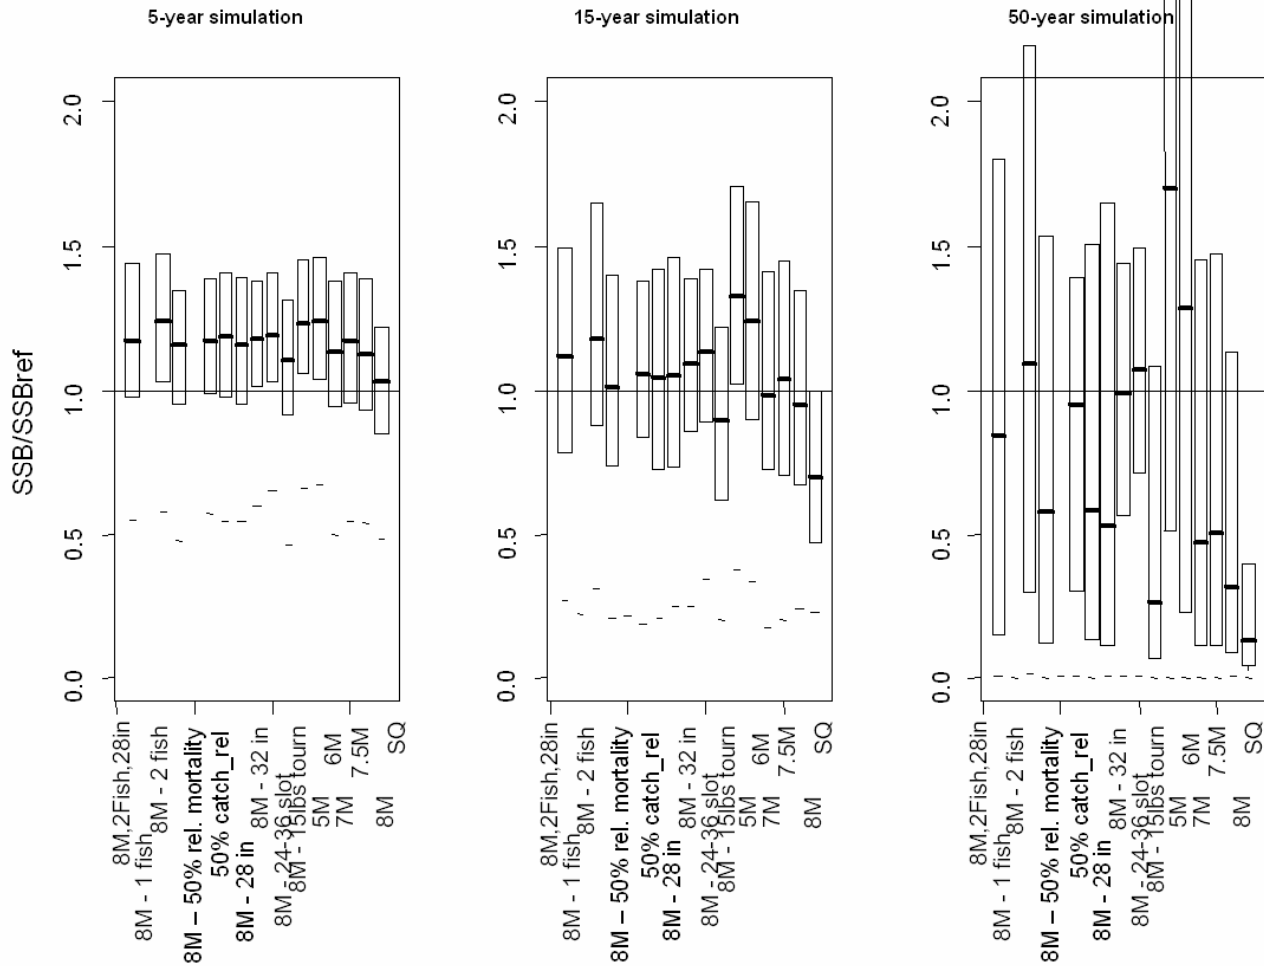 5-year simulation
15-year simulation
50-year simulation
SSB/SSBref
2.0
1.5
1.0
0.5
0.0
8M,2Fish,28in
8M - 1 fish
8M - 2 fish
8M – 50% rel. mortality
50% catch_rel
8M - 28 in
8M - 32 in
8M - 24-36 slot
8M - 15lbs tourn
5M
6M
7M
7.5M
8M
SQ
2.0
1.5
1.0
0.5
0.0
8M,2Fish,28in
8M - 1 fish
8M - 2 fish
8M – 50% rel. mortality
50% catch_rel
8M - 28 in
8M - 32 in
8M - 24-36 slot
8M - 15lbs tourn
5M
6M
7M
7.5M
8M
SQ
2.0
1.5
1.0
0.5
0.0
8M,2Fish,28in
8M - 1 fish
8M - 2 fish
8M – 50% rel. mortality
50% catch_rel
8M - 28 in
8M - 32 in
8M - 24-36 slot
8M - 15lbs tourn
5M
6M
7M
7.5M
8M
SQ